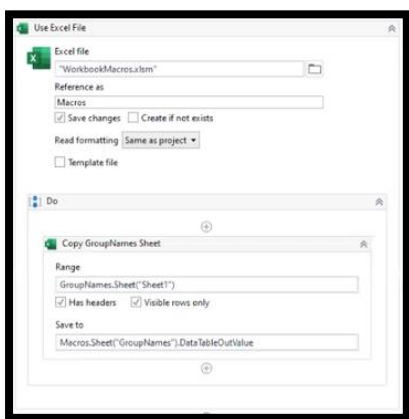 Use Excel File
Excel file
"WorkbookMacros.xlsm"
Reference as
Macros
Save changes Create if not exists
Read formatting Same as project
Template file
Do
Copy GroupNames Sheet
Range
GroupNames.Sheet("Sheet1")
Has headers Visible rows only
Save to
Macros.Sheet("GroupNames").DataTableOutValue